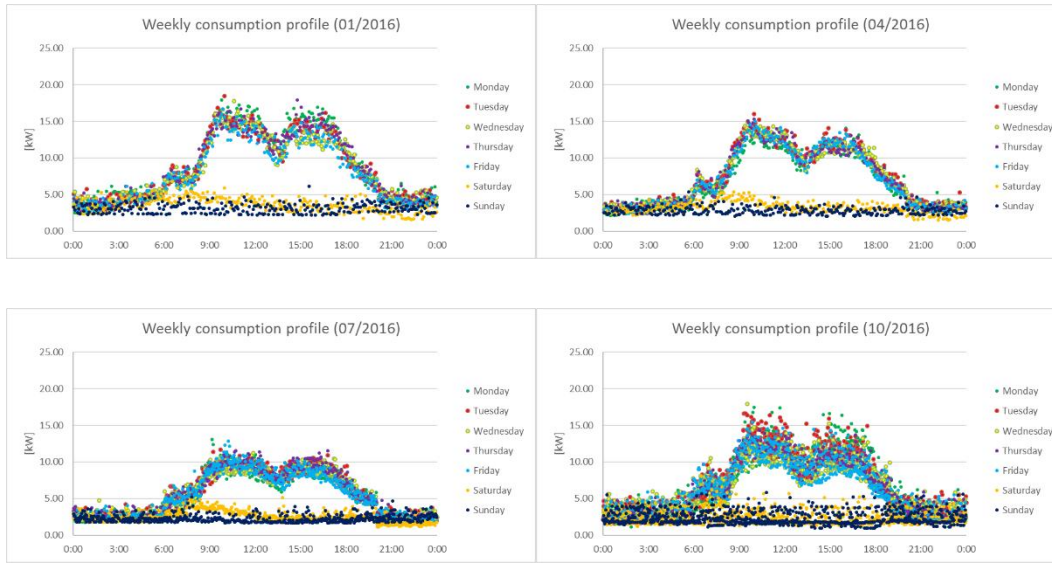 Weekly consumption profile (01/2016)
25.00
20.00
15.00
10.00
5.00
0.00
[kW]
0:00 3:00 6:00 9:00 12:00 15:00 18:00 21:00 0:00
Monday
Tuesday
Wednesday
Thursday
Friday
Saturday
Sunday
Weekly consumption profile (04/2016)
25.00
20.00
15.00
10.00
5.00
0.00
[kW]
0:00 3:00 6:00 9:00 12:00 15:00 18:00 21:00 0:00
Monday
Tuesday
Wednesday
Thursday
Friday
Saturday
Sunday
Weekly consumption profile (07/2016)
25.00
20.00
15.00
10.00
5.00
0.00
[kW]
0:00 3:00 6:00 9:00 12:00 15:00 18:00 21:00 0:00
Monday
Tuesday
Wednesday
Thursday
Friday
Saturday
Sunday
Weekly consumption profile (10/2016)
25.00
20.00
15.00
10.00
5.00
0.00
[kW]
0:00 3:00 6:00 9:00 12:00 15:00 18:00 21:00 0:00
Monday
Tuesday
Wednesday
Thursday
Friday
Saturday
Sunday